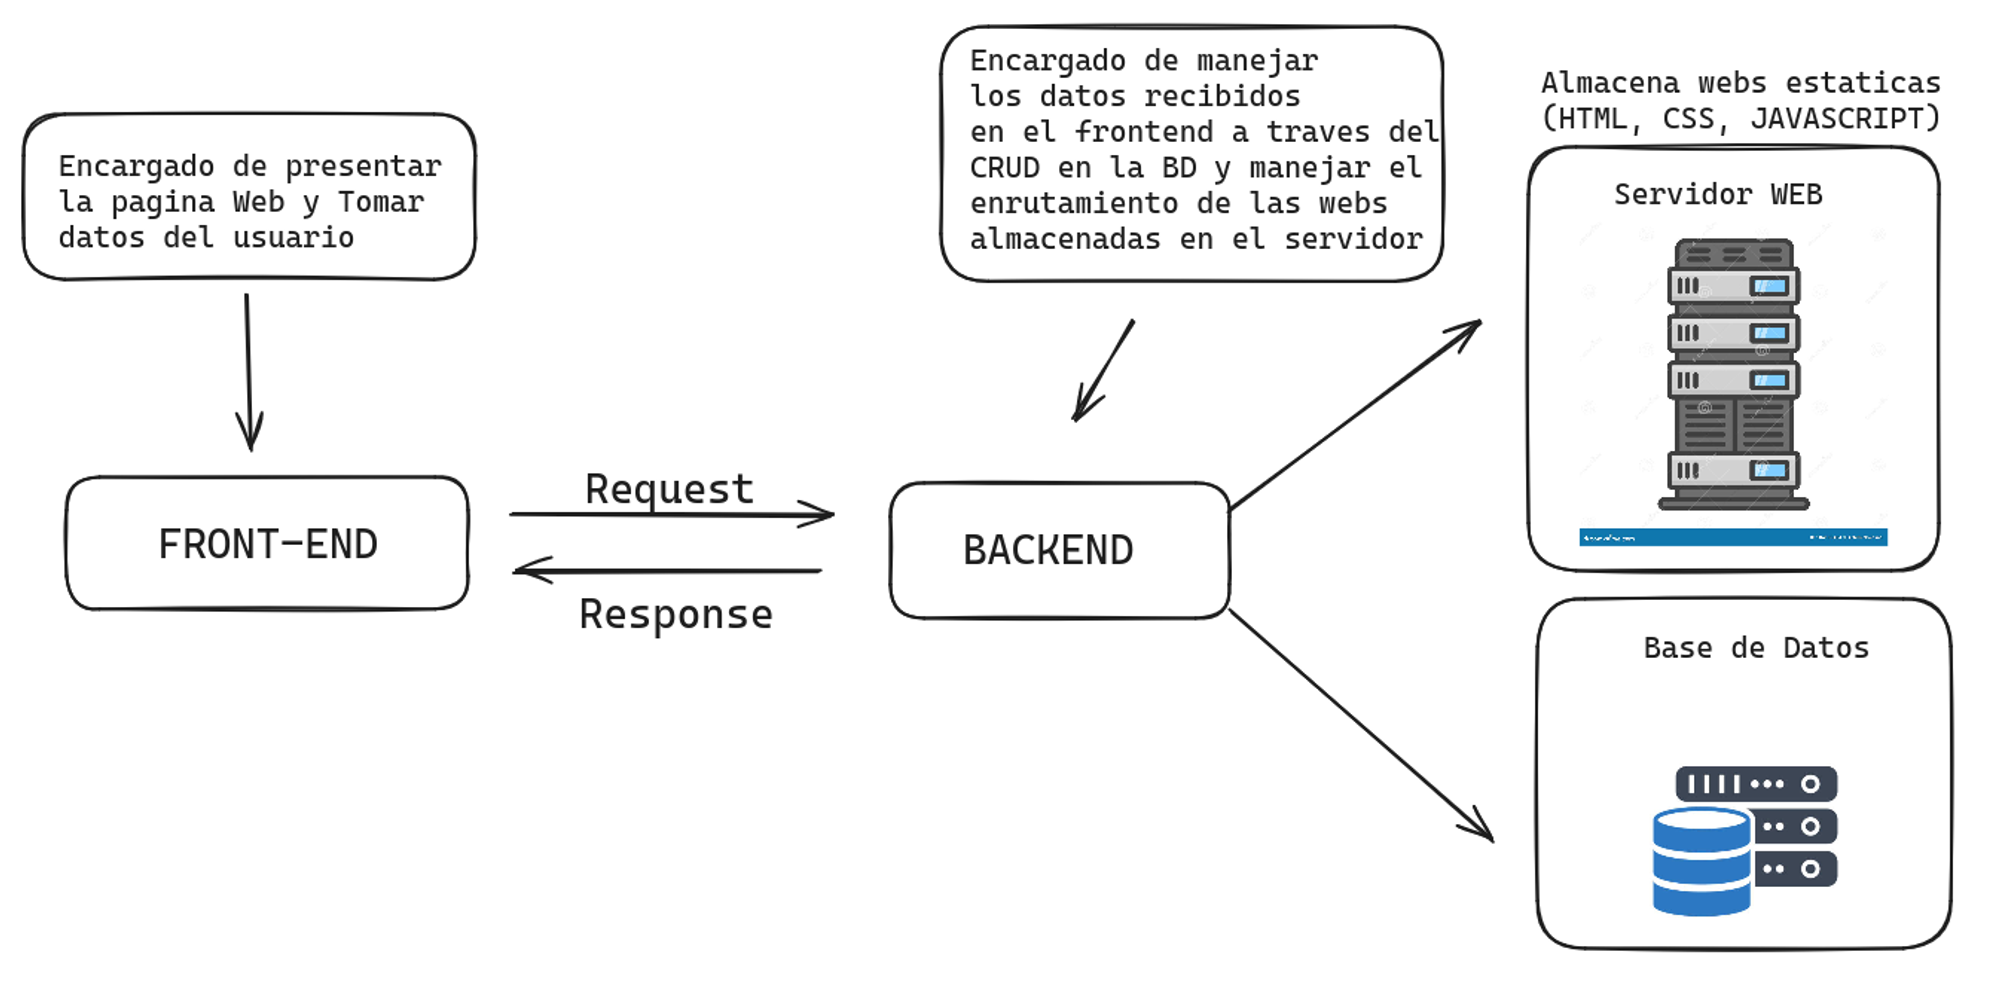 Encargado de presentar
la pagina Web y Tomar
datos del usuario
FRONT-END
Request
Response
Encargado de manejar
los datos recibidos
en el frontend a traves del
CRUD en la BD y manejar el
enrutamiento de las webs
almacenadas en el servidor
BACKEND
Almacena webs estaticas
(HTML, CSS, JAVASCRIPT)
Servidor WEB
Base de Datos